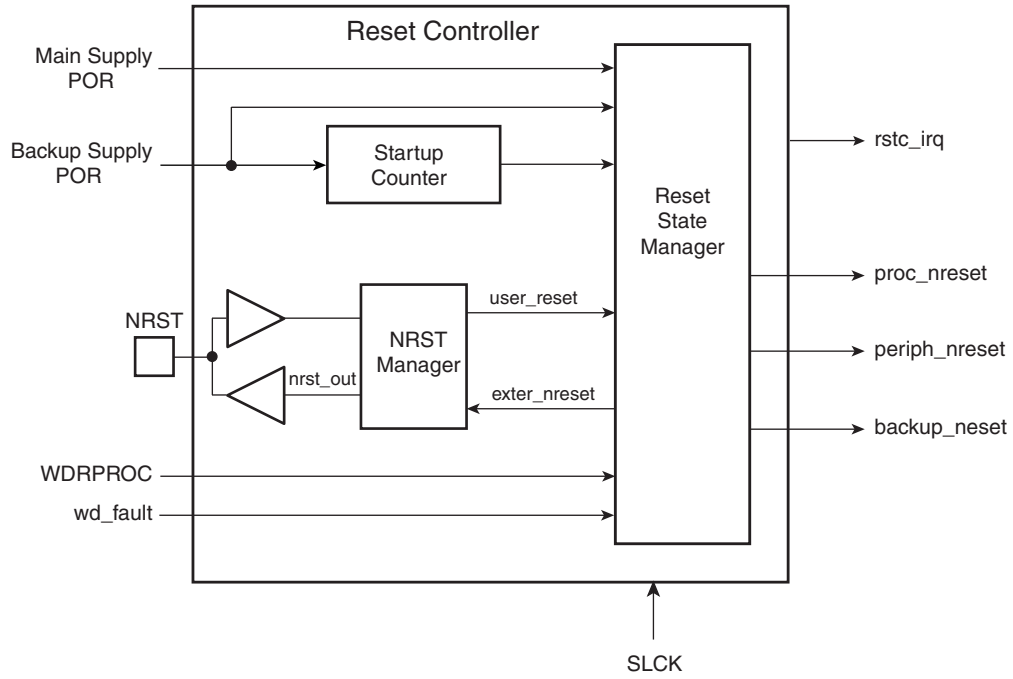 Reset Controller
Main Supply
POR
Backup Supply
POR
Startup
Counter
rstc_irq
Reset
State
Manager
proc_nreset
user_reset
NRST
NRST
Manager
periph_nreset
nrst_out
exter_nreset
backup_neset
WDRPROC
wd_fault
SLCK